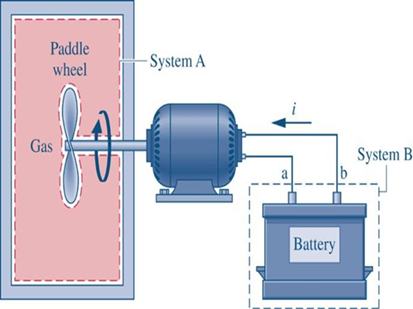 Paddle
wheel
System A
Gas
i
System B
a
b
Battery